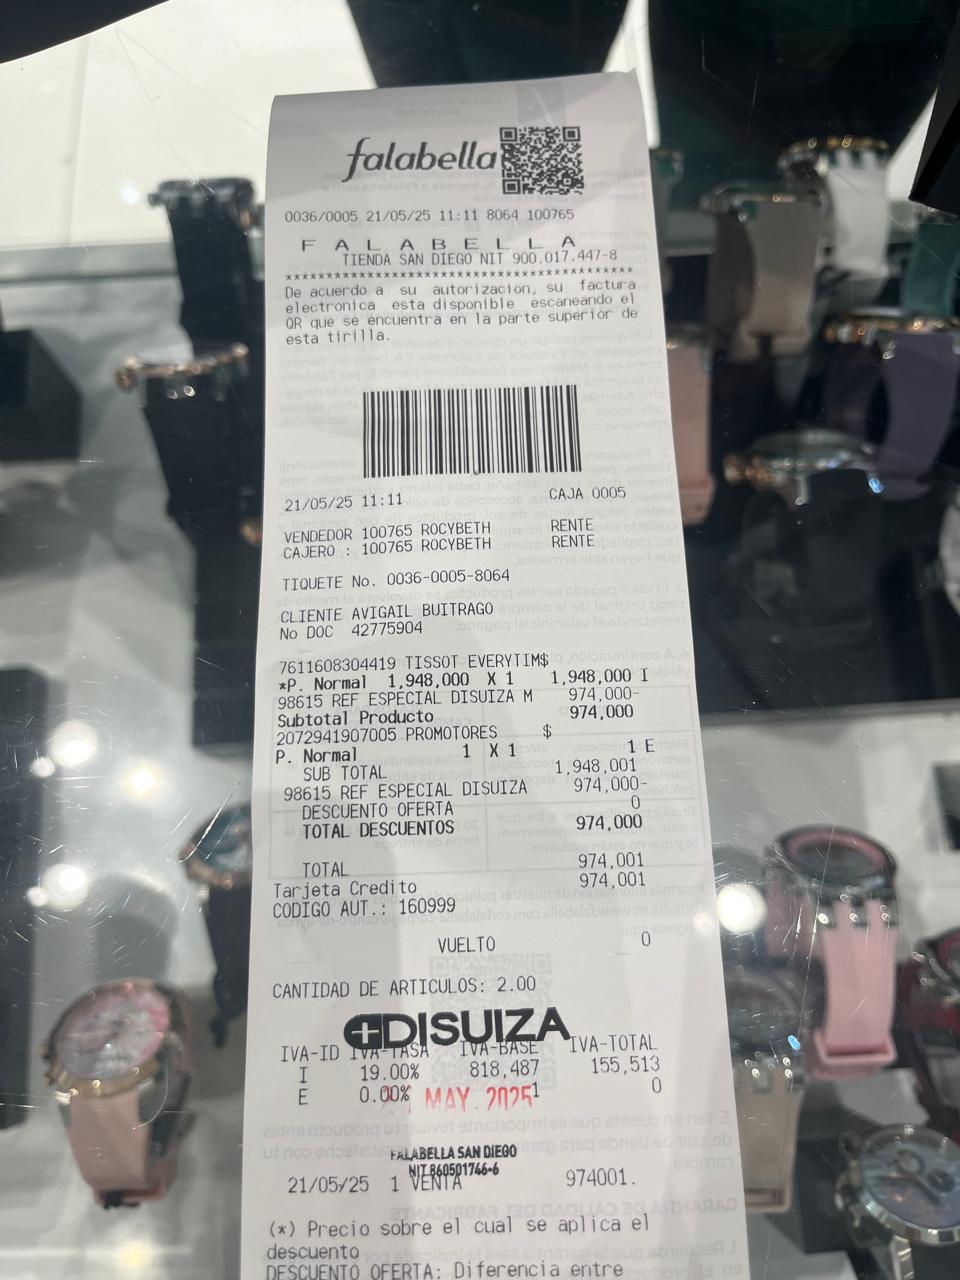 falabella
0036/0005 21/05/25 11:11 8064 100765
F A L A B E L L A
TIENDA SAN DIEGO NIT 900.017.447-8
******************************************
De acuerdo a su autorizacion, su factura
electronica esta disponible escaneando el
QR que se encuentra en la parte superior de
esta tirilla.
21/05/25 11:11 CAJA 0005
VENDEDOR 100765 ROCYBETH RENTE
CAJERO : 100765 ROCYBETH RENTE
TIQUETE No. 0036-0005-8064
CLIENTE AVIGAIL BUITRAGO
No DOC 42775904
7611608304419 TISSOT EVERYTIM$
*P. Normal 1,948,000 X 1 1,948,000 I
98615 REF ESPECIAL DISUIZA M 974,000-
Subtotal Producto 974,000
2072941907005 PROMOTORES $
P. Normal 1 X 1 1 E
SUB TOTAL 1,948,001
98615 REF ESPECIAL DISUIZA 974,000-
DESCUENTO OFERTA 0
TOTAL DESCUENTOS 974,000
TOTAL 974,001
Tarjeta Credito 974,001
CODIGO AUT.: 160999
VUELTO 0
CANTIDAD DE ARTICULOS: 2.00
DISUIZA
IVA-ID IVA-TASA IVA-BASE IVA-TOTAL
I 19.00% 818,487 155,513
E 0.00% 1 0
MAY. 2025
FALABELLA SAN DIEGO
NIT.860501746-6
21/05/25 1 VENTA 974001.
(*) Precio sobre el cual se aplica el
descuento
DESCUENTO OFERTA: Diferencia entre